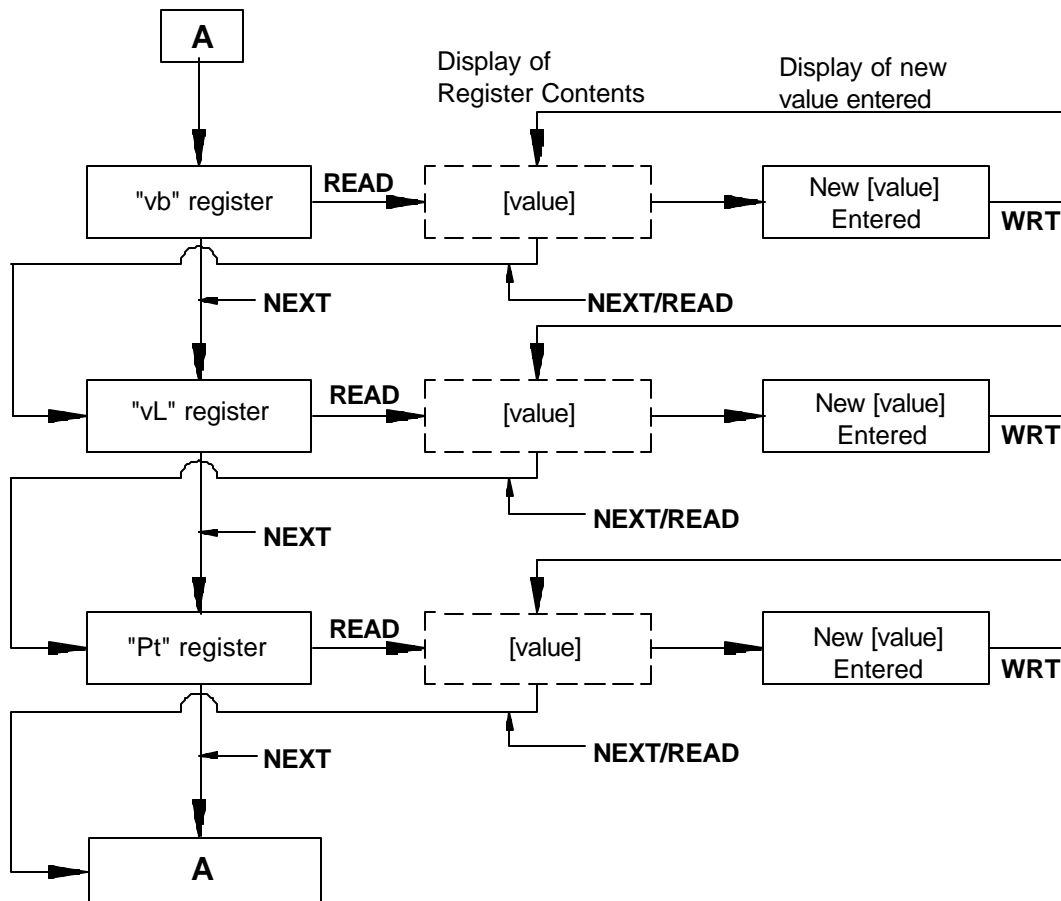 A
Display of
Register Contents
Display of new
value entered
"vb" register
READ
[value]
New [value]
Entered
WRT
NEXT
NEXT/READ
"vL" register
READ
[value]
New [value]
Entered
WRT
NEXT
NEXT/READ
"Pt" register
READ
[value]
New [value]
Entered
WRT
NEXT
NEXT/READ
A